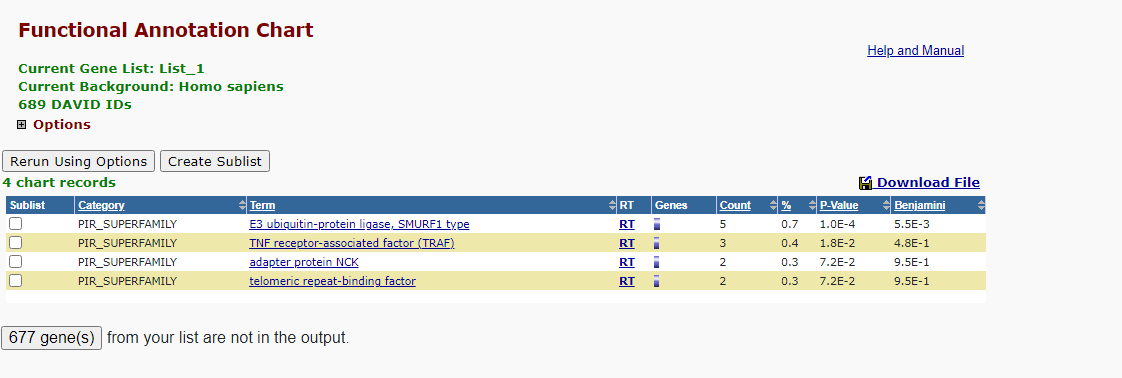 Functional Annotation Chart
Help and Manual
Current Gene List: List_1
Current Background: Homo sapiens
689 DAVID IDs
Options
Rerun Using Options Create Sublist
4 chart records Download File
Sublist Category Term RT Genes Count % P-Value Benjamini
PIR_SUPERFAMILY E3 ubiquitin-protein ligase, SMURF1 type RT 5 0.7 1.0E-4 5.5E-3
PIR_SUPERFAMILY TNF receptor-associated factor (TRAF) RT 3 0.4 1.8E-2 4.8E-1
PIR_SUPERFAMILY adapter protein NCK RT 2 0.3 7.2E-2 9.5E-1
PIR_SUPERFAMILY telomeric repeat-binding factor RT 2 0.3 7.2E-2 9.5E-1
677 gene(s) from your list are not in the output.